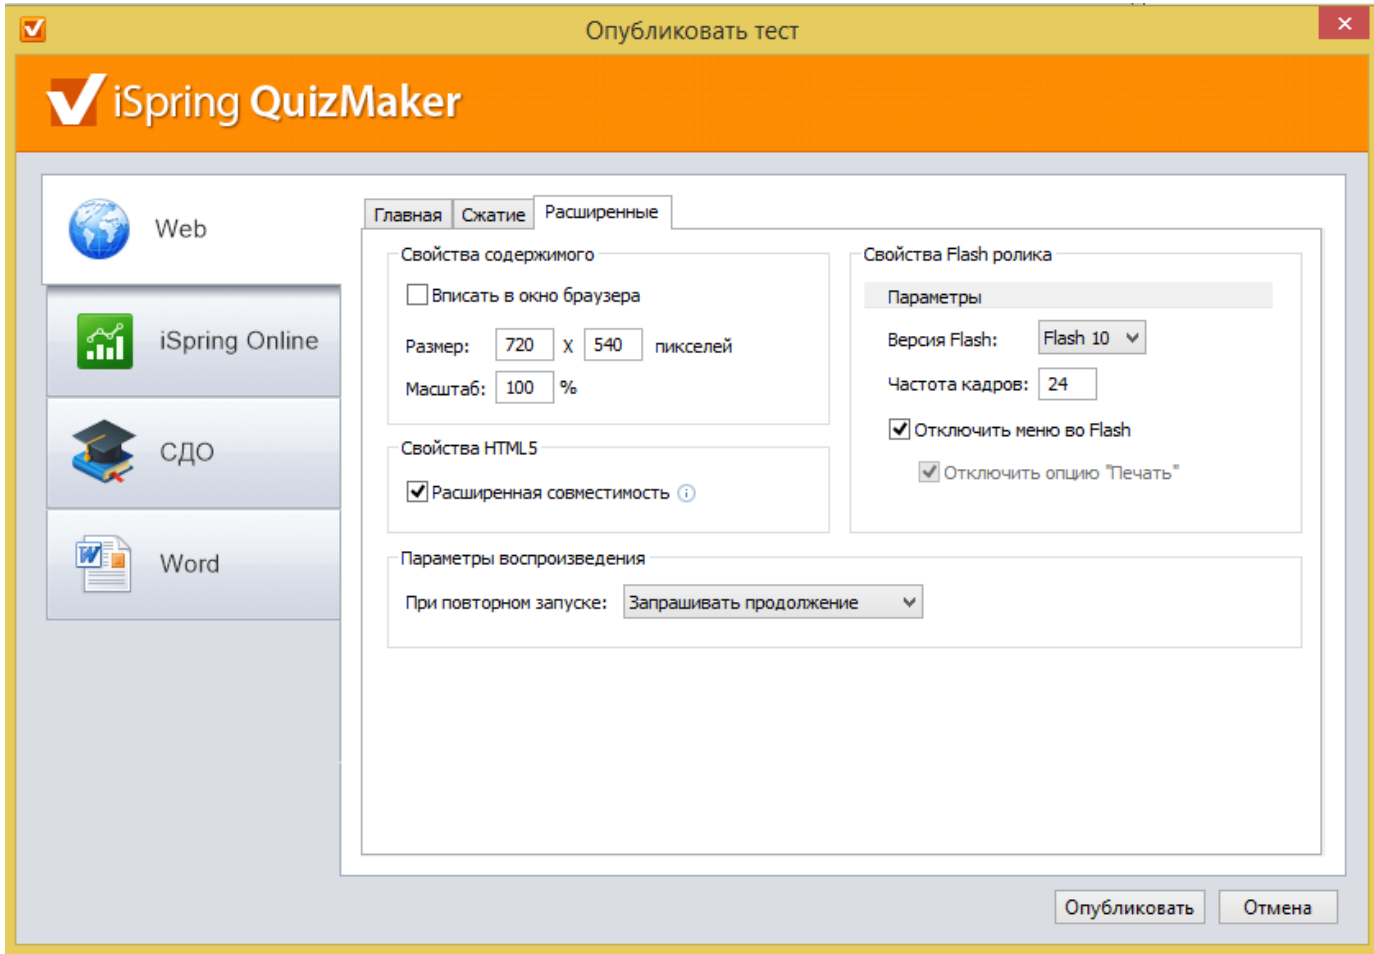 Опубликовать тест
iSpring QuizMaker
Web
iSpring Online
СДО
Word
Главная Сжатие Расширенные
Свойства содержимого
Вписать в окно браузера
Размер: 720 X 540 пикселей
Масштаб: 100 %
Свойства HTML5
Расширенная совместимость
Свойства Flash ролика
Параметры
Версия Flash: Flash 10
Частота кадров: 24
Отключить меню во Flash
Отключить опцию "Печать"
Параметры воспроизведения
При повторном запуске: Запрашивать продолжение
Опубликовать Отмена